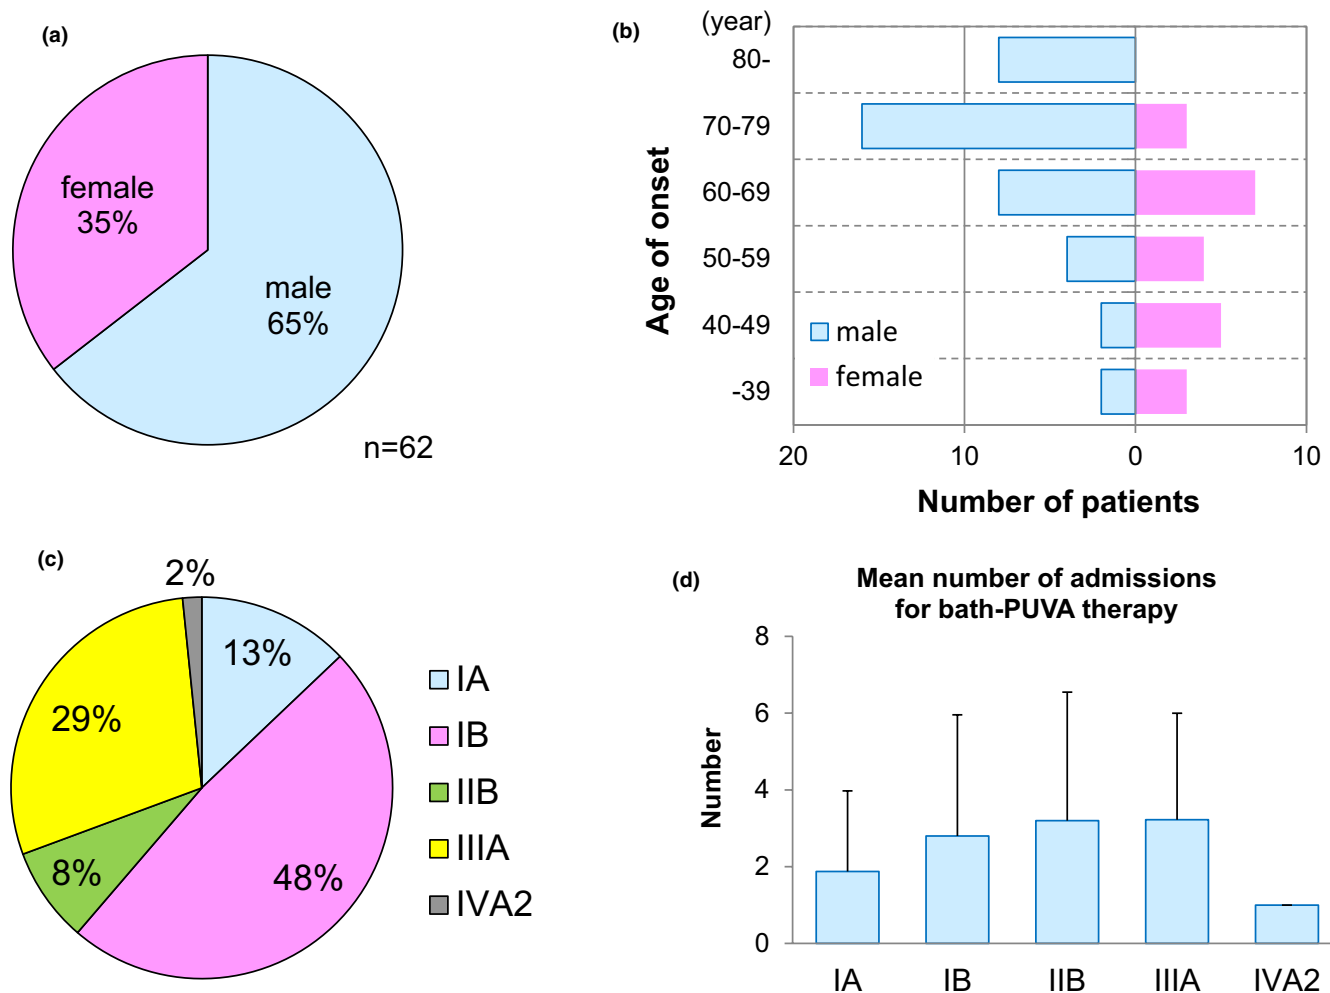 (a)
female
35%
male
65%
n=62
(b)
(year)
80-
70-79
60-69
50-59
40-49
-39
Age of onset
male
female
20 10 0 10
Number of patients
(c)
2%
13%
29%
8%
48%
IA
IB
IIB
IIIA
IVA2
(d)
Mean number of admissions
for bath-PUVA therapy
Number
8
6
4
2
0
IA IB IIB IIIA IVA2